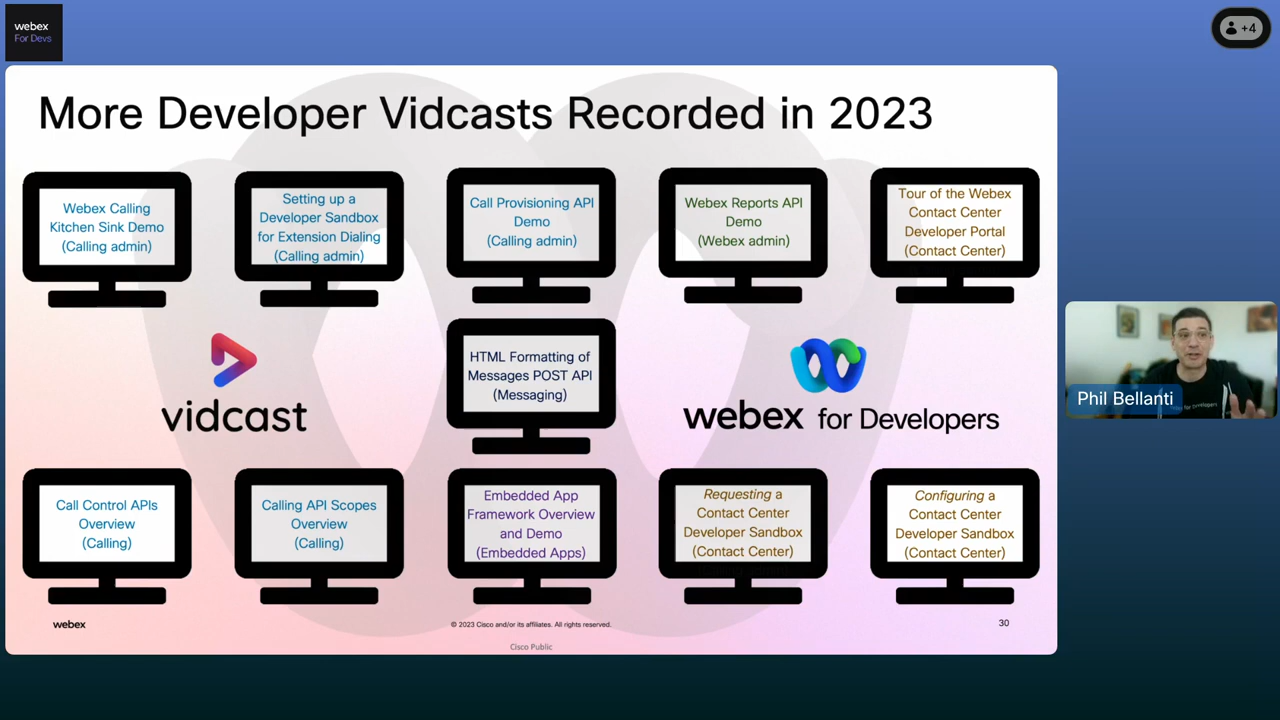 webex
For Devs
+4
More Developer Vidcasts Recorded in 2023
Webex Calling
Kitchen Sink Demo
(Calling admin)
Setting up a
Developer Sandbox
for Extension Dialing
(Calling admin)
Call Provisioning API
Demo
(Calling admin)
Webex Reports API
Demo
(Webex admin)
Tour of the Webex
Contact Center
Developer Portal
(Contact Center)
vidcast
HTML Formatting of
Messages POST API
(Messaging)
webex for Developers
Phil Bellanti
Call Control APIs
Overview
(Calling)
Calling API Scopes
Overview
(Calling)
Embedded App
Framework Overview
and Demo
(Embedded Apps)
Requesting a
Contact Center
Developer Sandbox
(Contact Center)
Configuring a
Contact Center
Developer Sandbox
(Contact Center)
webex
© 2023 Cisco and/or its affiliates. All rights reserved.
30
Cisco Public